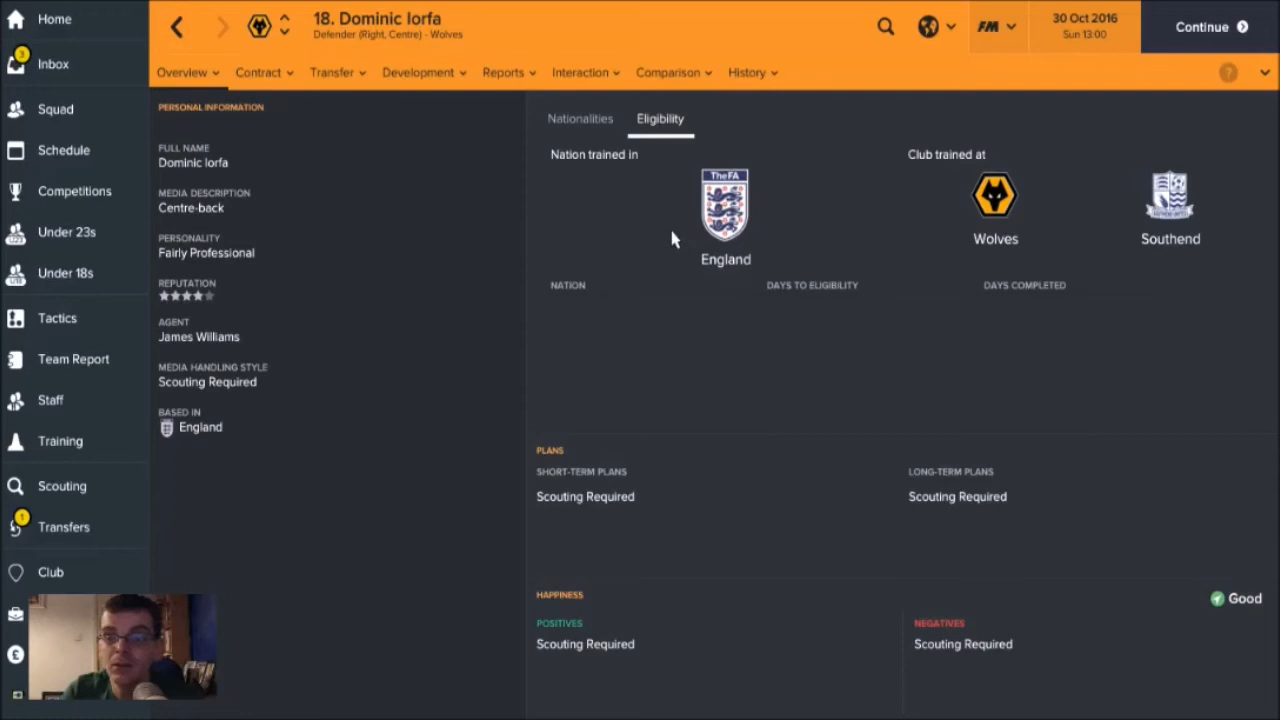 Home
18. Dominic Iorfa
Defender (Right, Centre) - Wolves
FM
30 Oct 2016
Sun 13:00
Continue
3
Inbox
Overview
Contract
Transfer
Development
Reports
Interaction
Comparison
History
?
Squad
Schedule
Competitions
Under 23s
Under 18s
Tactics
Team Report
Staff
Training
Scouting
1
Transfers
Club
£
PERSONAL INFORMATION
FULL NAME
Dominic Iorfa
MEDIA DESCRIPTION
Centre-back
PERSONALITY
Fairly Professional
REPUTATION
AGENT
James Williams
MEDIA HANDLING STYLE
Scouting Required
BASED IN
England
Nationalities
Eligibility
Nation trained in
Club trained at
The FA
England
Wolves
Southend
NATION
DAYS TO ELIGIBILITY
DAYS COMPLETED
PLANS
SHORT-TERM PLANS
LONG-TERM PLANS
Scouting Required
Scouting Required
HAPPINESS
Good
POSITIVES
NEGATIVES
Scouting Required
Scouting Required